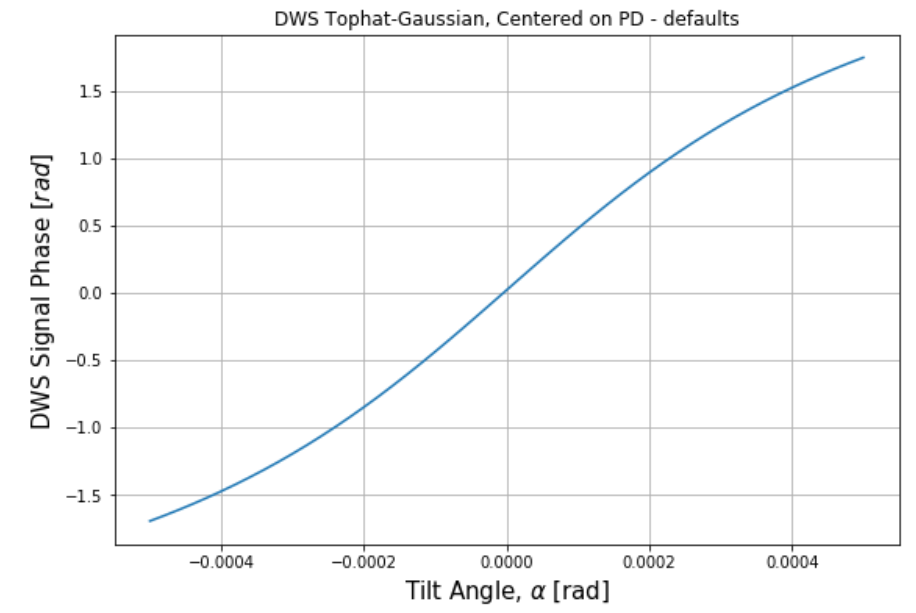 DWS Tophat-Gaussian, Centered on PD - defaults
DWS Signal Phase [rad]
1.5
1.0
0.5
0.0
−0.5
−1.0
−1.5
−0.0004 −0.0002 0.0000 0.0002 0.0004
Tilt Angle, α [rad]